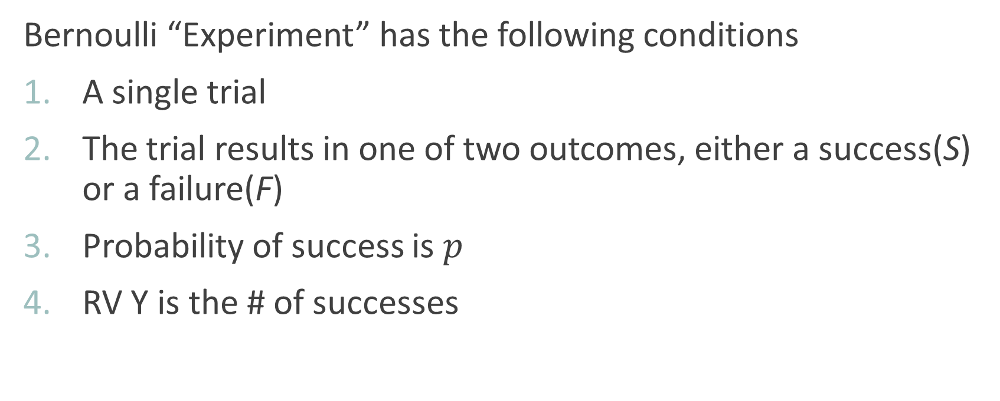 Bernoulli “Experiment” has the following conditions
1. A single trial
2. The trial results in one of two outcomes, either a success(S)
or a failure(F)
3. Probability of success is p
4. RV Y is the # of successes